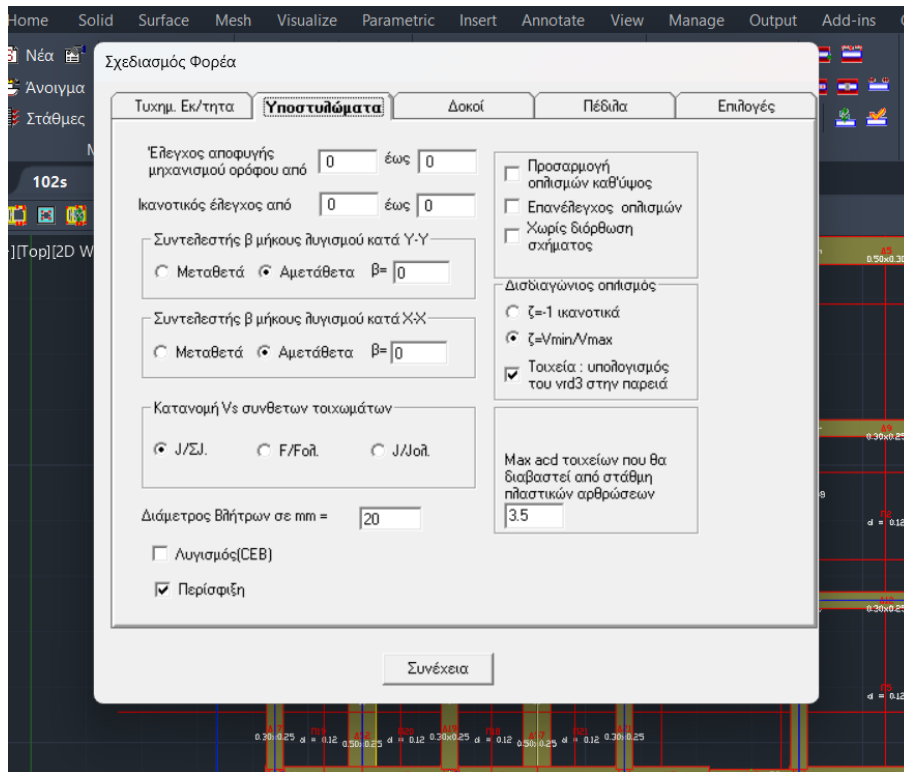 Home Solid Surface Mesh Visualize Parametric Insert Annotate View Manage Output Add-ins
Νέα
Άνοιγμα
Στάθμες
102s
][Top][2D W
Σχεδιασμός Φορέα
Τυχημ. Εκ/τητα Υποστυλώματα Δοκοί Πέδιλα Επιλογές
Έλεγχος αποφυγής
μηχανισμού ορόφου από 0 έως 0
Ικανοτικός έλεγχος από 0 έως 0
Συντελεστής β μήκους λυγισμού κατά Υ-Υ
Μεταθετά Αμετάθετα β= 0
Συντελεστής β μήκους λυγισμού κατά Χ-Χ
Μεταθετά Αμετάθετα β= 0
Κατανομή Vs συνθετων τοιχωμάτων
J/ΣJ. F/Fολ. J/Jολ.
Διάμετρος Βλήτρων σε mm = 20
Λυγισμός(CEB)
Περίσφιξη
Προσαρμογή
οπλισμών καθ'ύψος
Επανέλεγχος οπλισμών
Χωρίς διόρθωση
σχήματος
Δισδιαγώνιος οπλισμός
ζ=-1 ικανοτικά
ζ=Vmin/Vmax
Τοιχεία : υπολογισμός
του vrd3 στην παρειά
Max acd τοιχείων που θα
διαβαστεί από στάθμη
πλαστικών αρθρώσεων
3.5
Συνέχεια
Δ5
0.50x0.30
Δ9
0.30x0.25
d = 0.12
0.30x0.25
d = 0.12
0.30x0.25 d = 0.12 0.50x0.25 d = 0.12 0.30x0.25 d = 0.12 0.50x0.25 d = 0.12 0.30x0.25